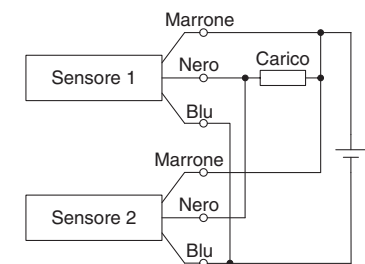 Marrone
Nero
Carico
Sensore 1
Blu
Marrone
Nero
Sensore 2
Blu